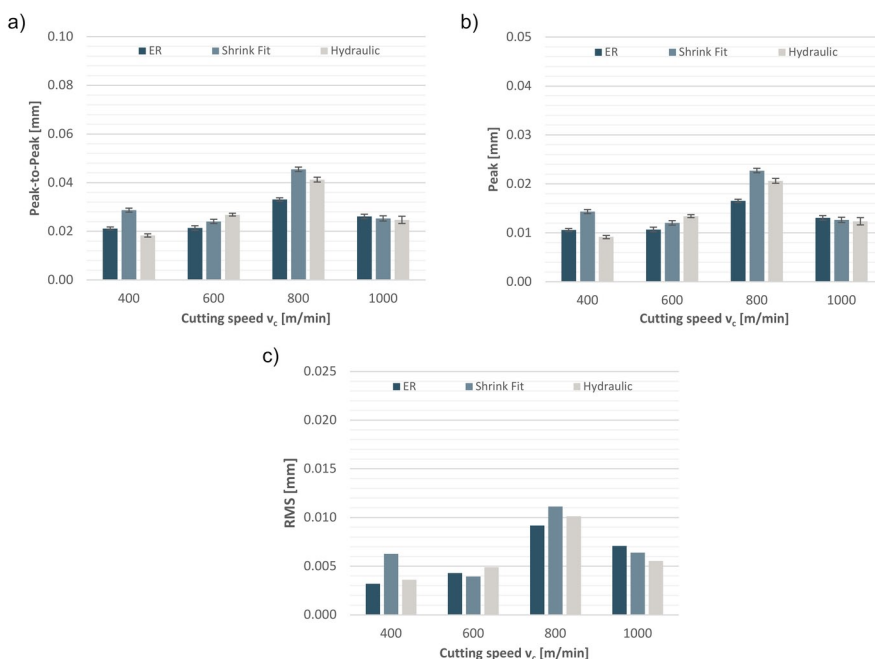 a)
0.10
ER Shrink Fit Hydraulic
0.08
0.06
0.04
0.02
0.00
Peak-to-Peak [mm]
400 600 800 1000
Cutting speed vc [m/min]
b)
0.05
ER Shrink Fit Hydraulic
0.04
0.03
0.02
0.01
0.00
Peak [mm]
400 600 800 1000
Cutting speed vc [m/min]
c)
0.025
ER Shrink Fit Hydraulic
0.020
0.015
0.010
0.005
0.000
RMS [mm]
400 600 800 1000
Cutting speed vc [m/min]